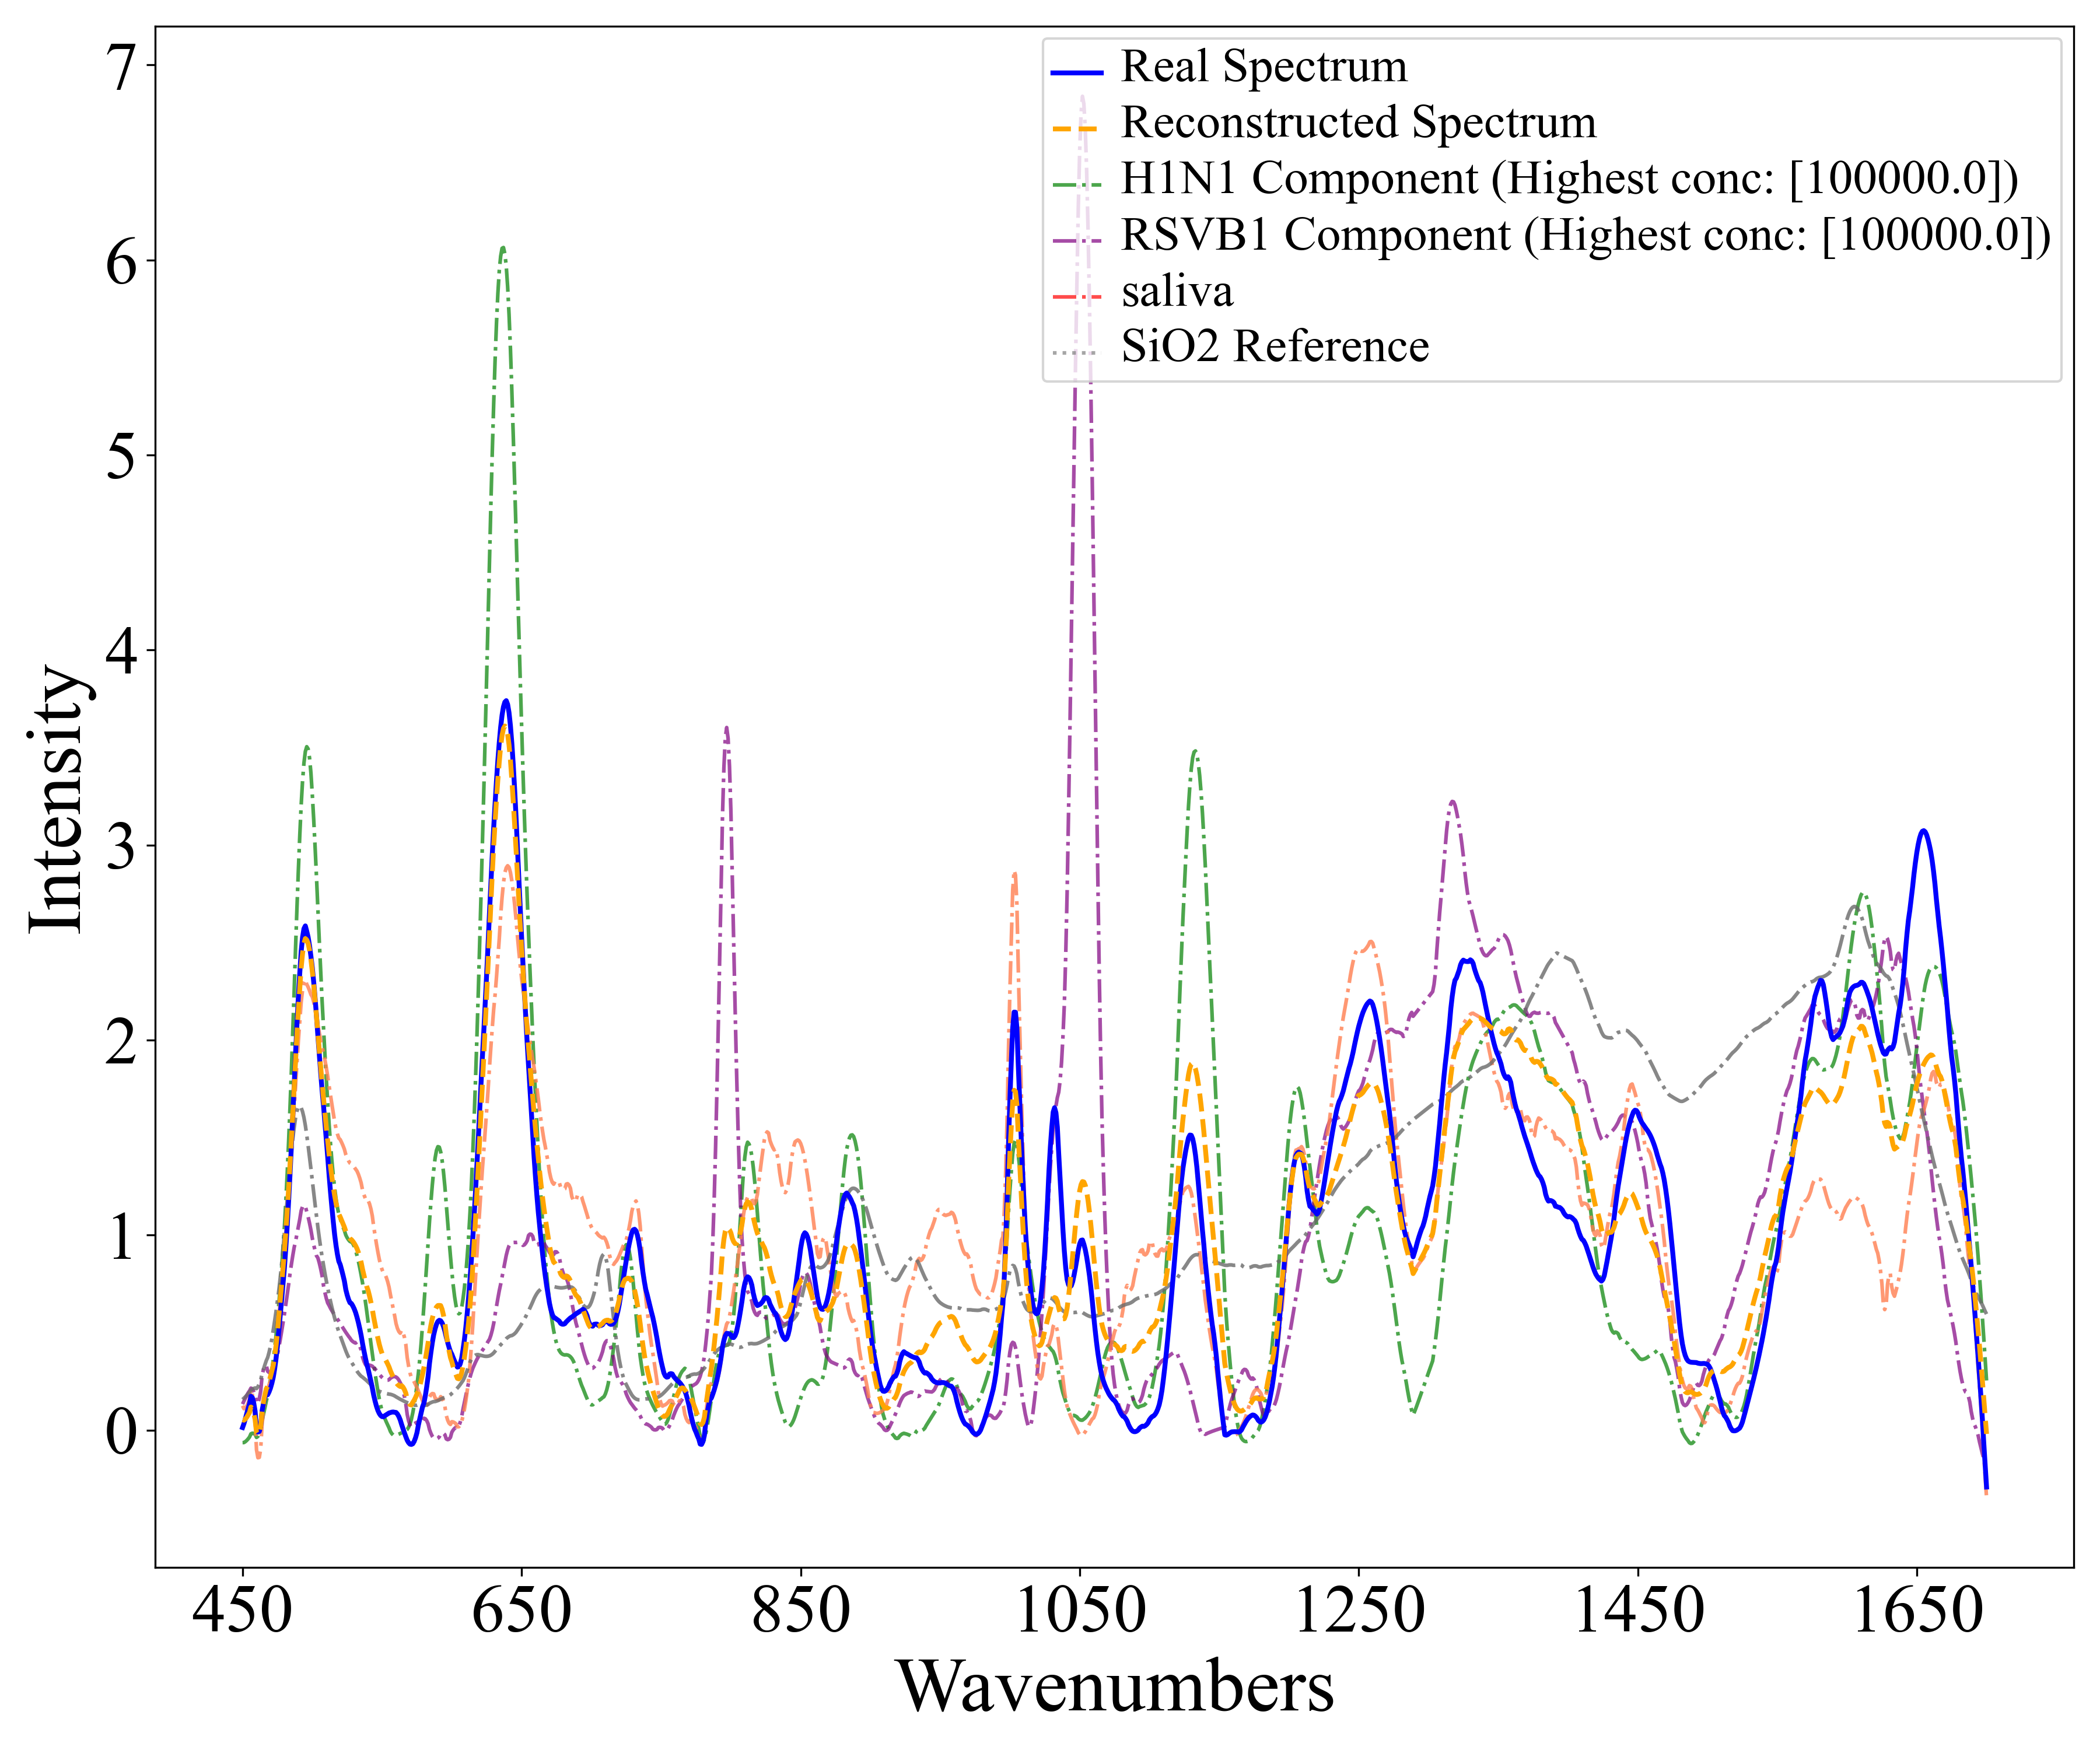 7
6
5
4
3
2
1
0
Intensity
Real Spectrum
Reconstructed Spectrum
H1N1 Component (Highest conc: [100000.0])
RSVB1 Component (Highest conc: [100000.0])
saliva
SiO2 Reference
450 650 850 1050 1250 1450 1650
Wavenumbers